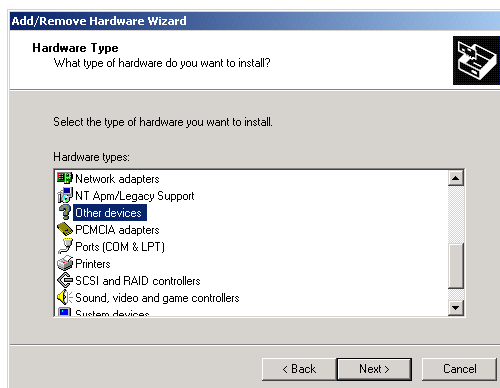 Add/Remove Hardware Wizard
Hardware Type
What type of hardware do you want to install?
Select the type of hardware you want to install.
Hardware types:
Network adapters
NT Apm/Legacy Support
Other devices
PCMCIA adapters
Ports (COM & LPT)
Printers
SCSI and RAID controllers
Sound, video and game controllers
System devices
< Back
Next >
Cancel